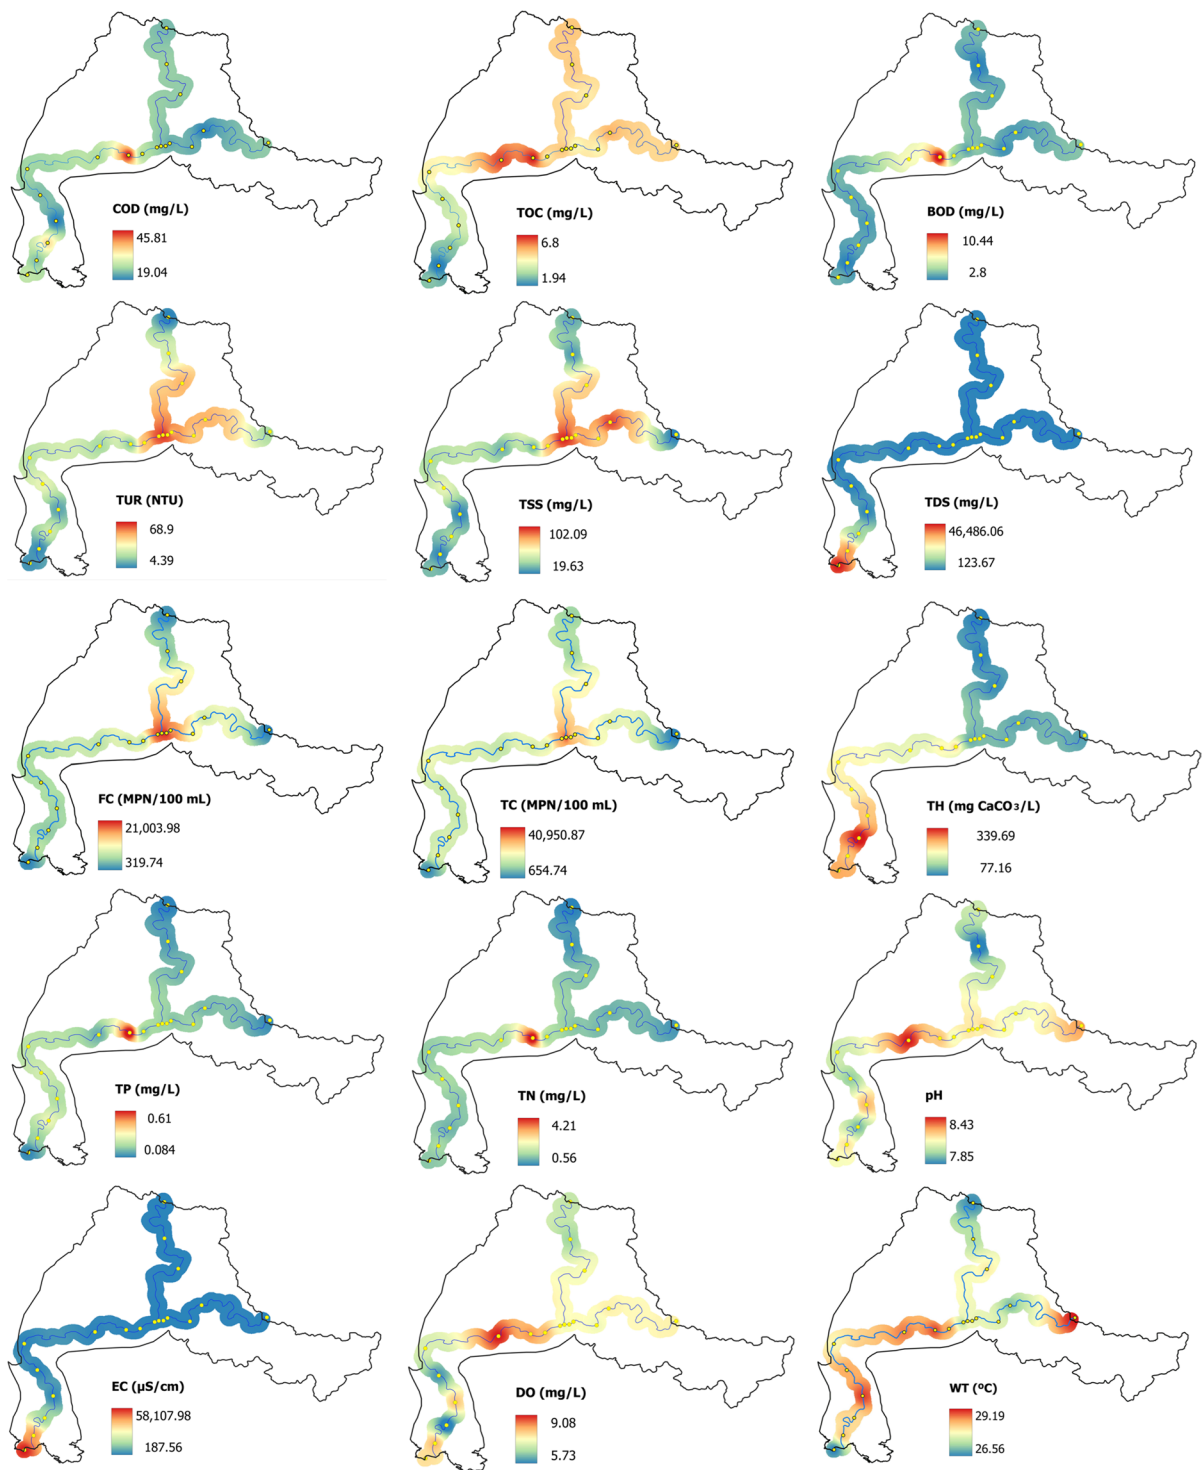 COD (mg/L)
45.81
19.04
TOC (mg/L)
6.8
1.94
BOD (mg/L)
10.44
2.8
TUR (NTU)
68.9
4.39
TSS (mg/L)
102.09
19.63
TDS (mg/L)
46,486.06
123.67
FC (MPN/100 mL)
21,003.98
319.74
TC (MPN/100 mL)
40,950.87
654.74
TH (mg CaCO₃/L)
339.69
77.16
TP (mg/L)
0.61
0.084
TN (mg/L)
4.21
0.56
pH
8.43
7.85
EC (µS/cm)
58,107.98
187.56
DO (mg/L)
9.08
5.73
WT (ºC)
29.19
26.56